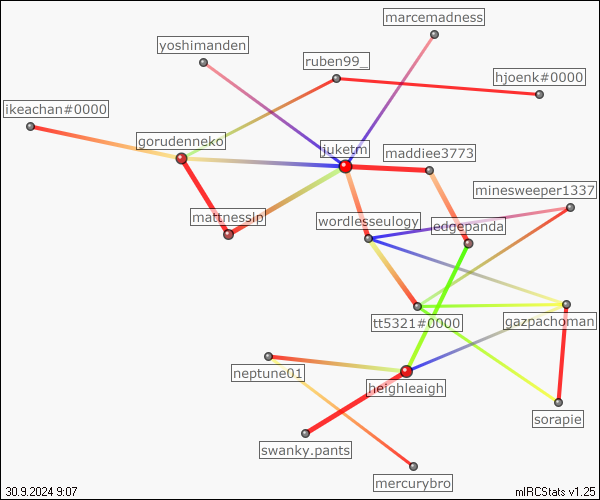 marcemadness
yoshimanden
ruben99_
hjoenk#0000
ikeachan#0000
gorudenneko
juketm
maddiee3773
minesweeper1337
mattnesslp
wordlesseulogy
edgepanda
tt5321#0000
gazpachoman
neptune01
heighleaigh
sorapie
swanky.pants
mercurybro
30.9.2024 9:07
mIRCStats v1.25